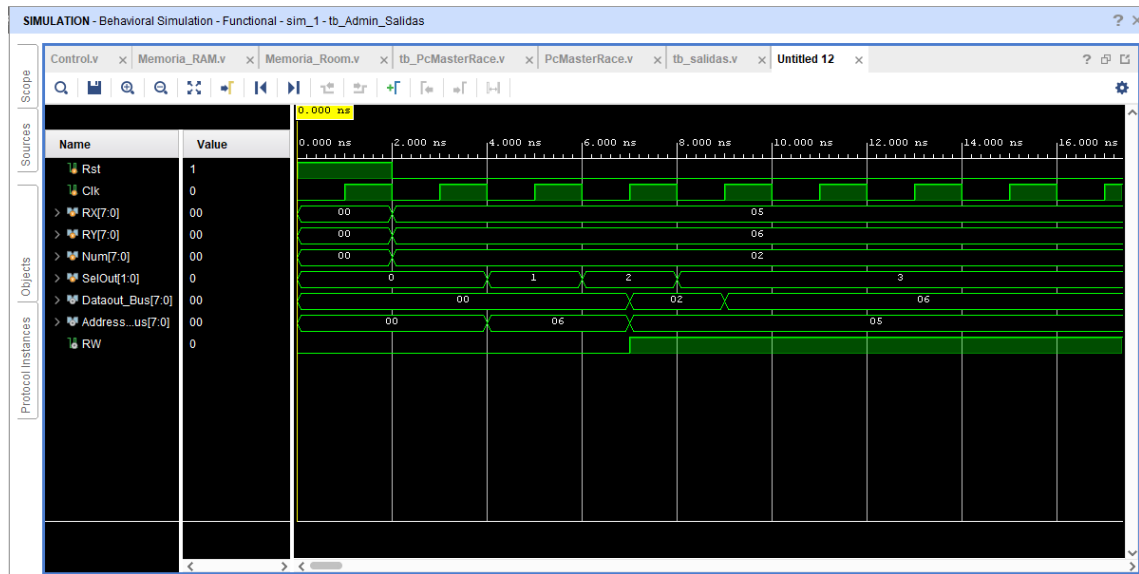 SIMULATION - Behavioral Simulation - Functional - sim_1 - tb_Admin_Salidas
Control.v Memoria_RAM.v Memoria_Room.v tb_PcMasterRace.v PcMasterRace.v tb_salidas.v Untitled 12
Scope
Sources
Objects
Protocol Instances
0.000 ns
Name Value 0.000 ns 2.000 ns 4.000 ns 6.000 ns 8.000 ns 10.000 ns 12.000 ns 14.000 ns 16.000 ns
Rst 1
Clk 0
RX[7:0] 00 00 05
RY[7:0] 00 00 06
Num[7:0] 00 00 02
SelOut[1:0] 0 0 1 2 3
Dataout_Bus[7:0] 00 00 02 06
Address...us[7:0] 00 00 06 05
RW 0